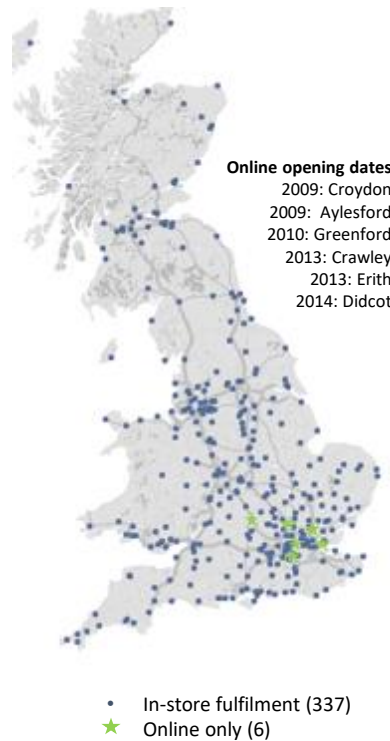 Online opening dates
2009: Croydon
2009: Aylesford
2010: Greenford
2013: Crawley
2013: Erith
2014: Didcot
In-store fulfilment (337)
Online only (6)